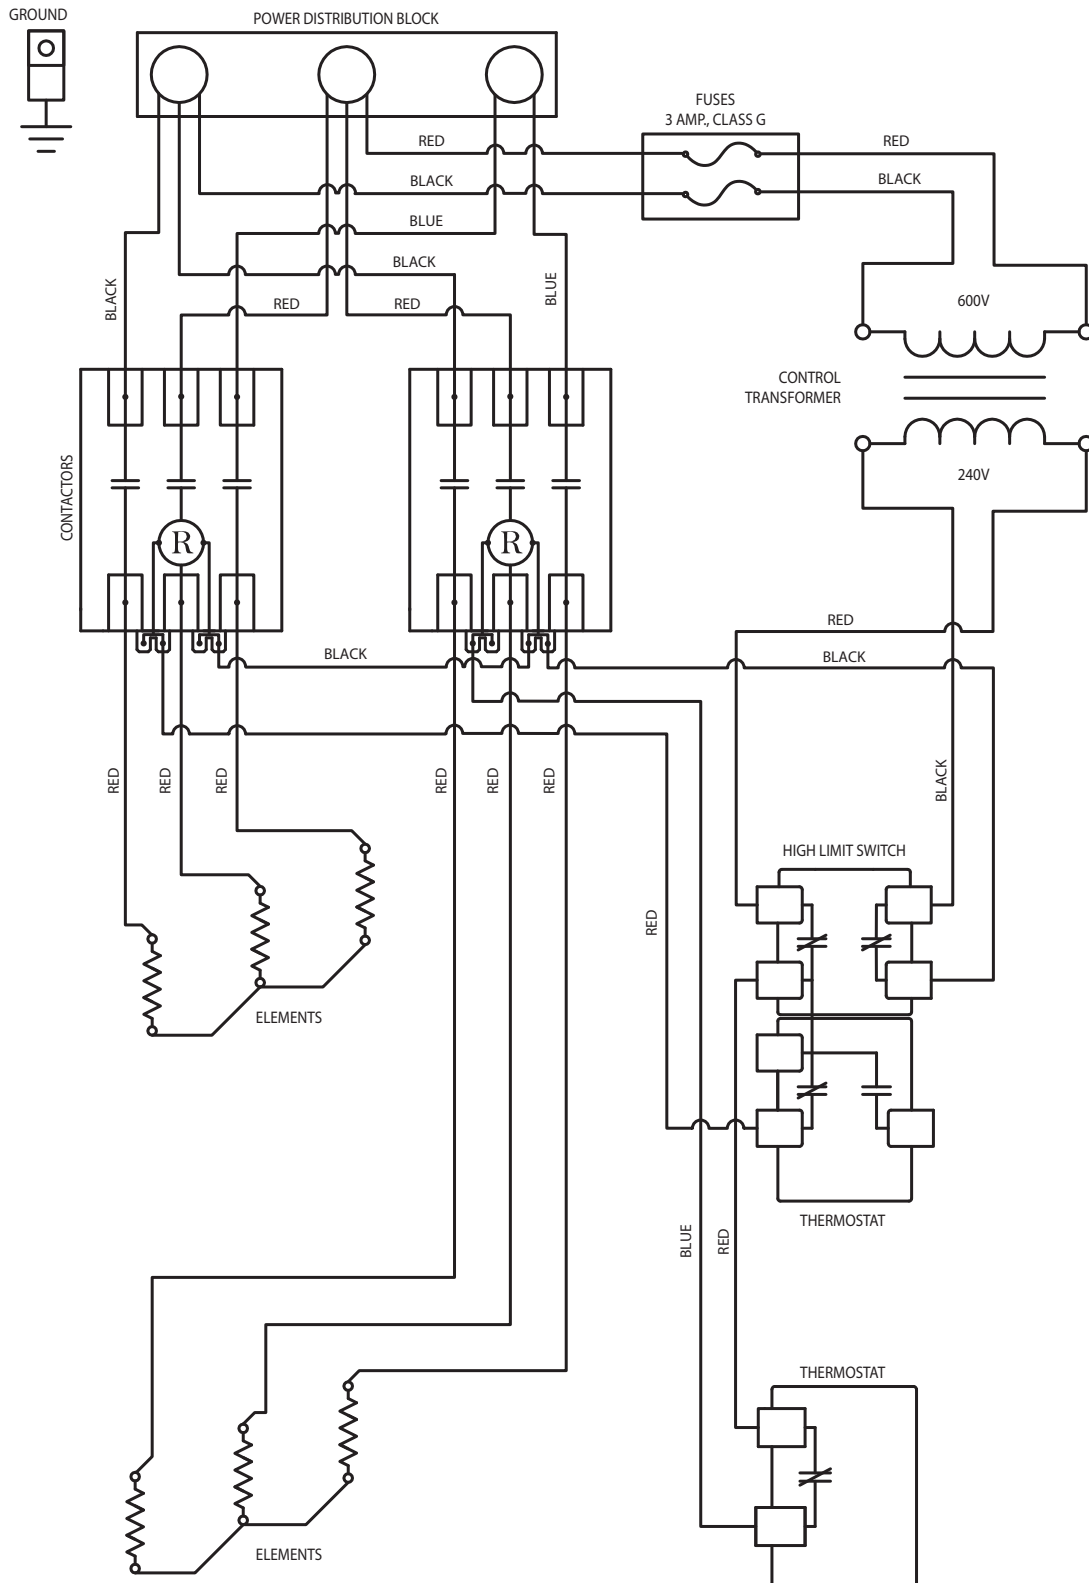 GROUND
POWER DISTRIBUTION BLOCK
FUSES
3 AMP., CLASS G
RED
RED
BLACK
BLACK
BLUE
BLACK
BLACK
BLUE
RED
RED
600V
CONTROL
TRANSFORMER
240V
CONTACTORS
R
R
RED
BLACK
BLACK
RED
RED
RED
RED
RED
RED
BLACK
HIGH LIMIT SWITCH
RED
ELEMENTS
THERMOSTAT
BLUE
RED
THERMOSTAT
ELEMENTS